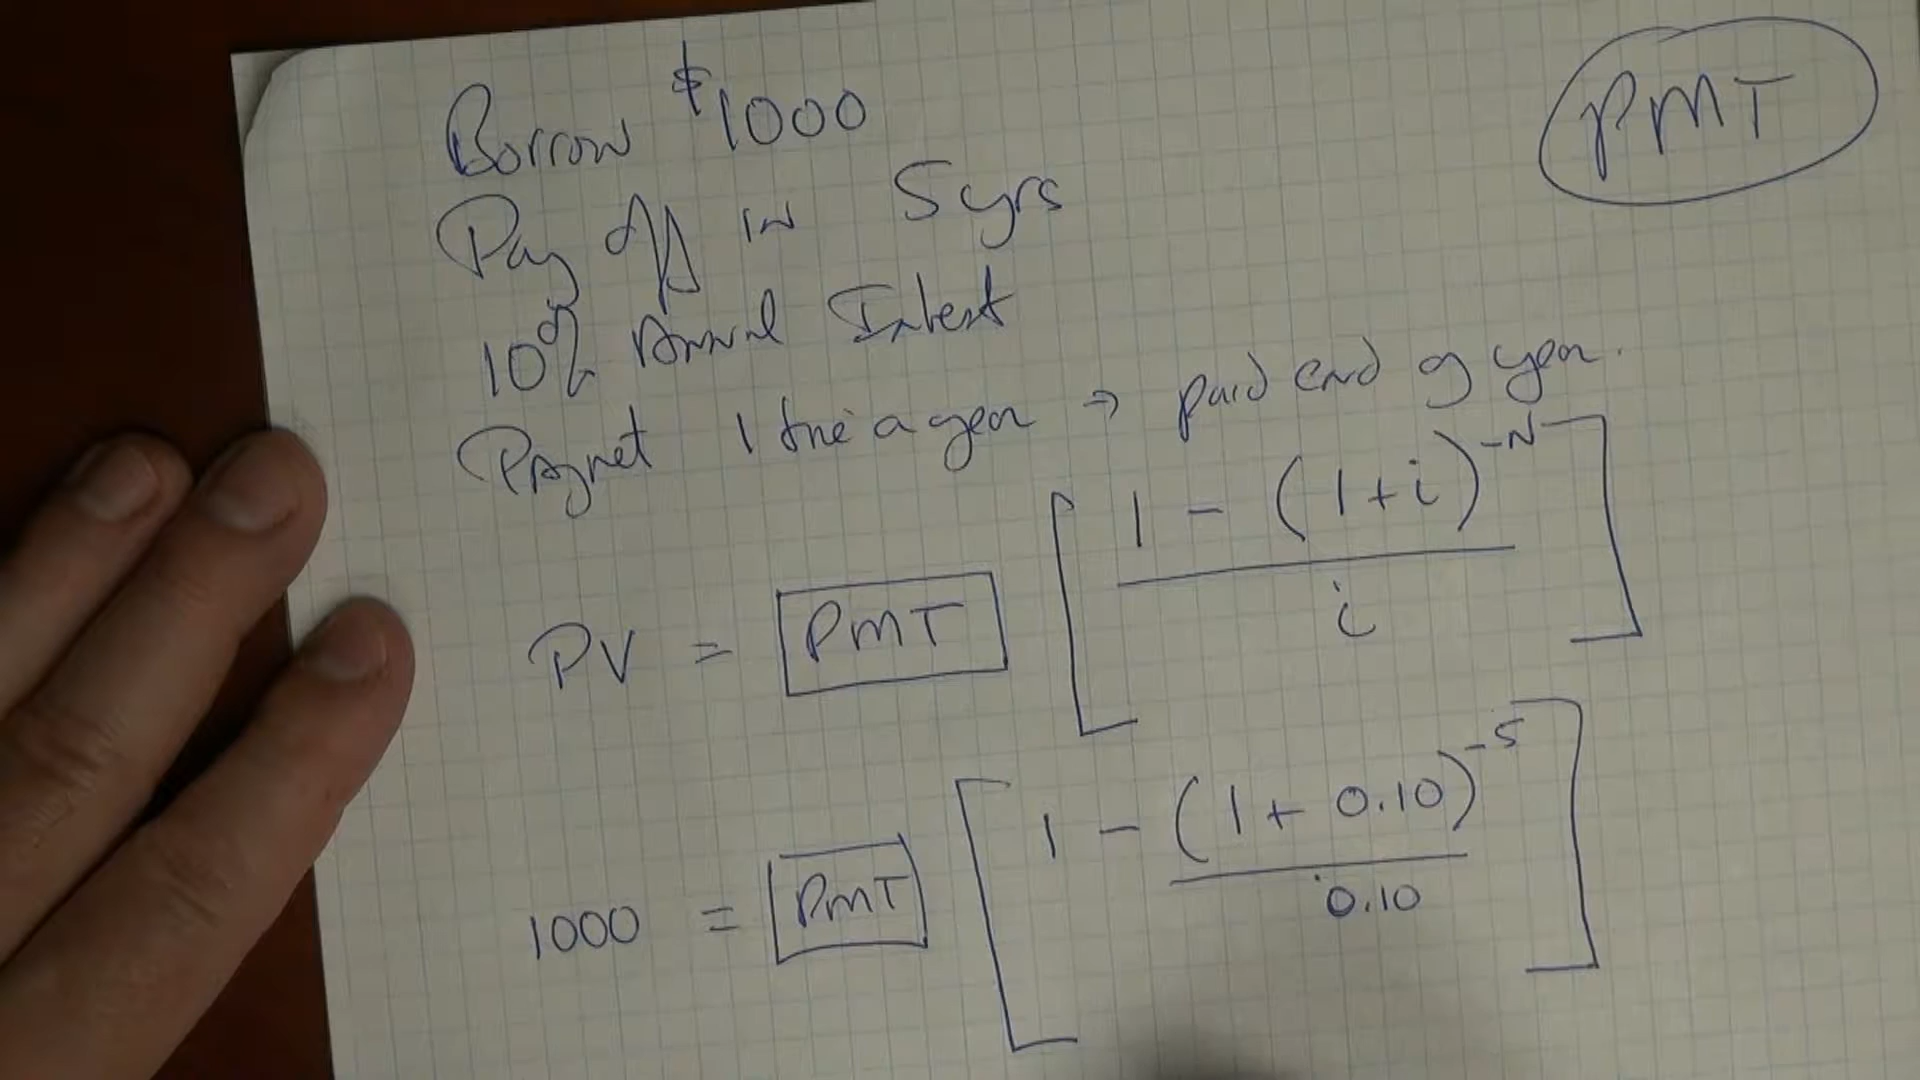 Borrow $1000
PMT
Pay off in 5 yrs
10% Annual Interest
Payment 1 time a year → paid end of year.
PV = PMT [ 1 - (1+i)^-N / i ]
1000 = PMT [ 1 - (1 + 0.10)^-5 / 0.10 ]